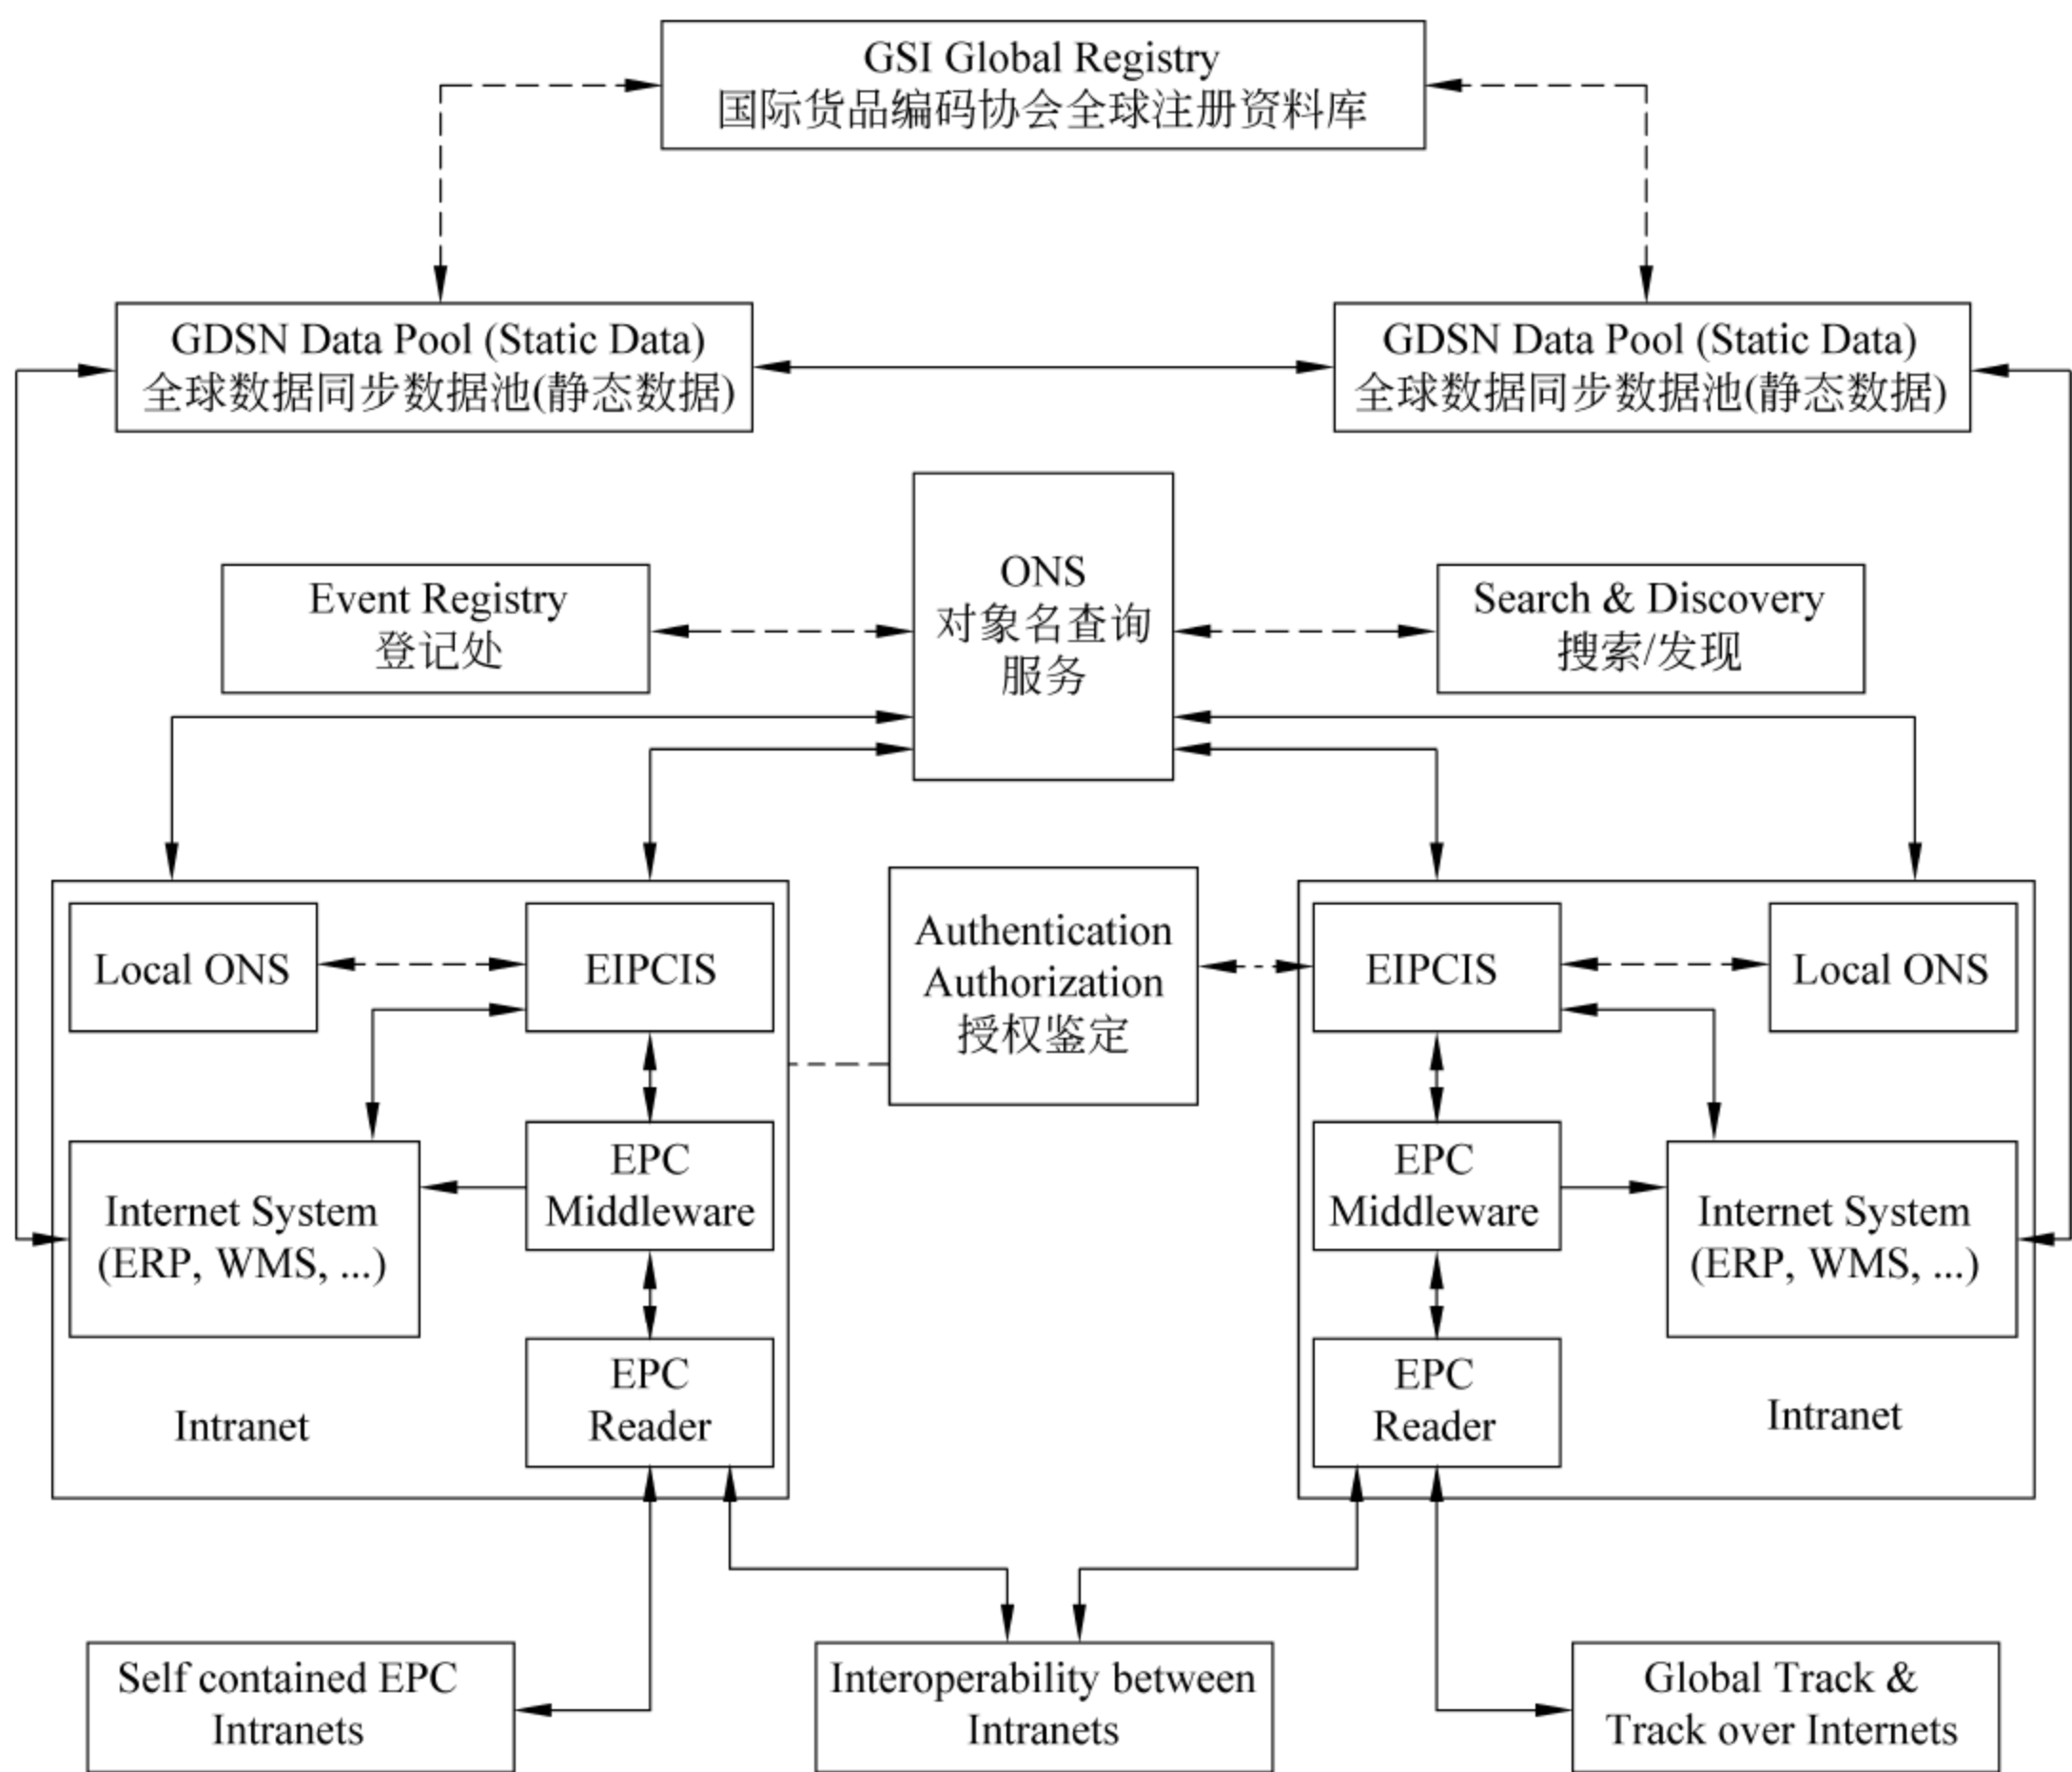 GSI Global Registry
国际货品编码协会全球注册资料库
GDSN Data Pool (Static Data)
全球数据同步数据池(静态数据)
GDSN Data Pool (Static Data)
全球数据同步数据池(静态数据)
Event Registry
登记处
ONS
对象名查询
服务
Search & Discovery
搜索/发现
Local ONS
EIPCIS
Authentication
Authorization
授权鉴定
EIPCIS
Local ONS
Internet System
(ERP, WMS, ...)
EPC
Middleware
EPC
Middleware
Internet System
(ERP, WMS, ...)
Intranet
EPC
Reader
EPC
Reader
Intranet
Self contained EPC
Intranets
Interoperability between
Intranets
Global Track &
Track over Internets